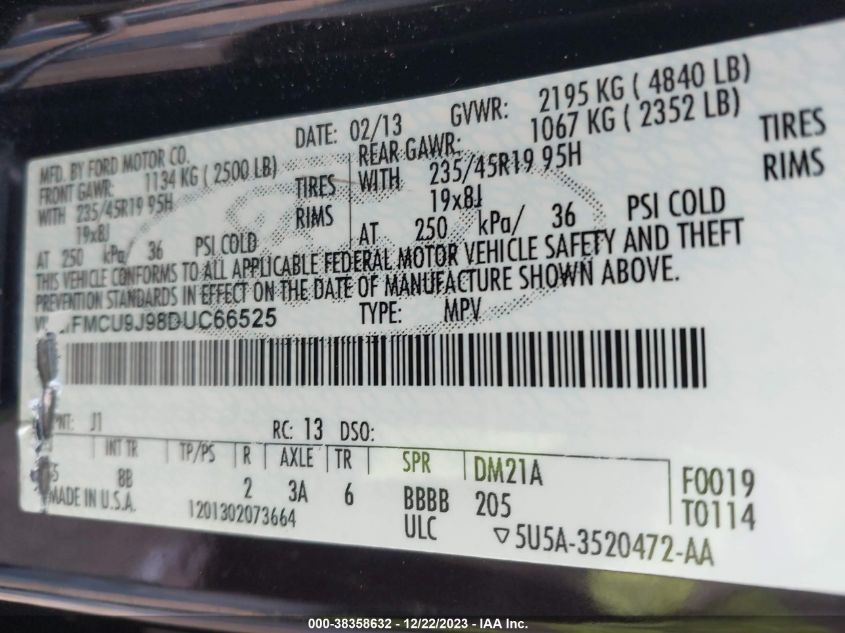 MFD. BY FORD MOTOR CO. DATE: 02/13 GVWR: 2195 KG ( 4840 LB)
FRONT GAWR: 1134 KG ( 2500 LB) REAR GAWR: 1067 KG ( 2352 LB)
WITH 235/45R19 95H TIRES WITH 235/45R19 95H TIRES
19x8J RIMS 19x8J RIMS
AT 250 kPa/ 36 PSI COLD AT 250 kPa/ 36 PSI COLD
THIS VEHICLE CONFORMS TO ALL APPLICABLE FEDERAL MOTOR VEHICLE SAFETY AND THEFT
PREVENTION STANDARDS IN EFFECT ON THE DATE OF MANUFACTURE SHOWN ABOVE.
FMCU9J98DUC66525 TYPE: MPV
J1 RC: 13 DSO:
INT TR TP/PS R AXLE TR SPR DM21A F0019
8B 2 3A 6 BBBB 205 T0114
MADE IN U.S.A. 1201302073664 ULC ▽5U5A-3520472-AA
000-38358632 - 12/22/2023 - IAA Inc.